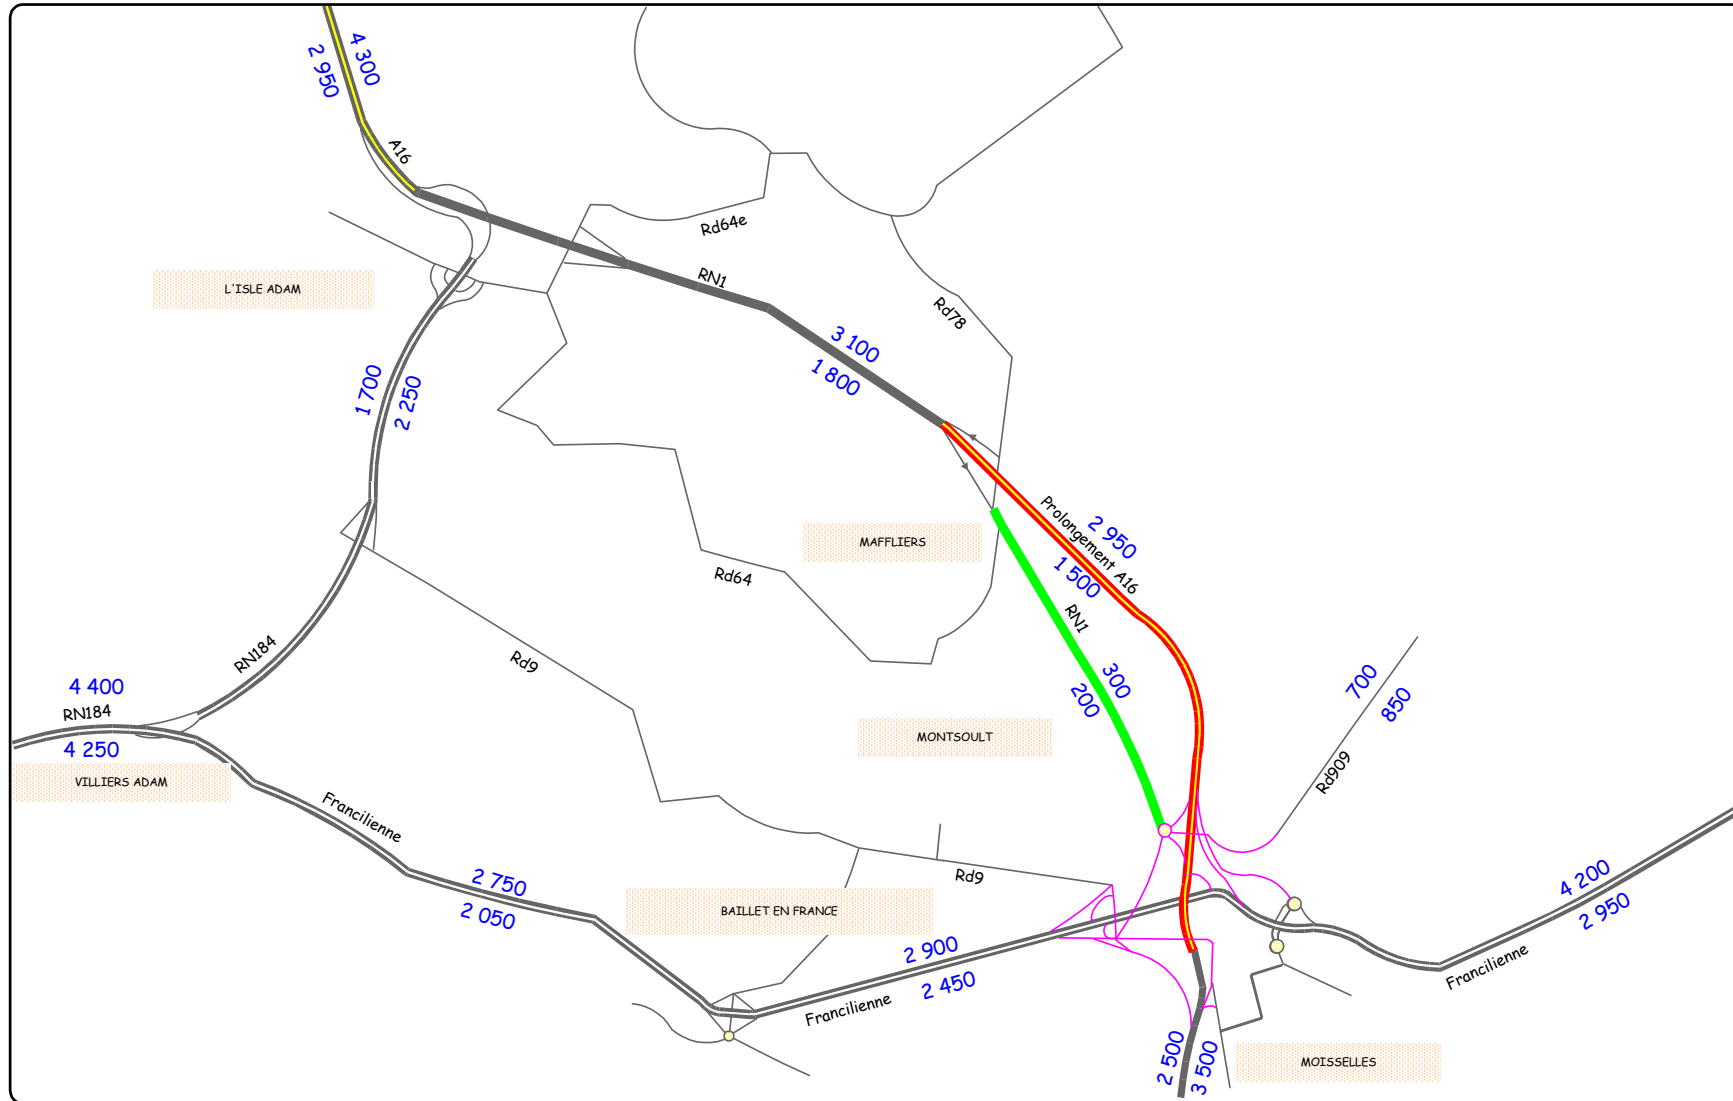 4 300
2 950
A16
Rd64e
RN1
L'ISLE ADAM
Rd78
3 100
1 800
1 700
2 250
Prolongement A16
2 950
1 500
MAFFLIERS
Rd64
RN1
RN184
Rd9
300
200
4 400
RN184
4 250
700
850
MONTSOULT
VILLIERS ADAM
Rd909
Francilienne
2 750
2 050
Rd9
4 200
2 950
BAILLET EN FRANCE
2 900
2 450
Francilienne
Francilienne
2 500
3 500
MOISSELLES